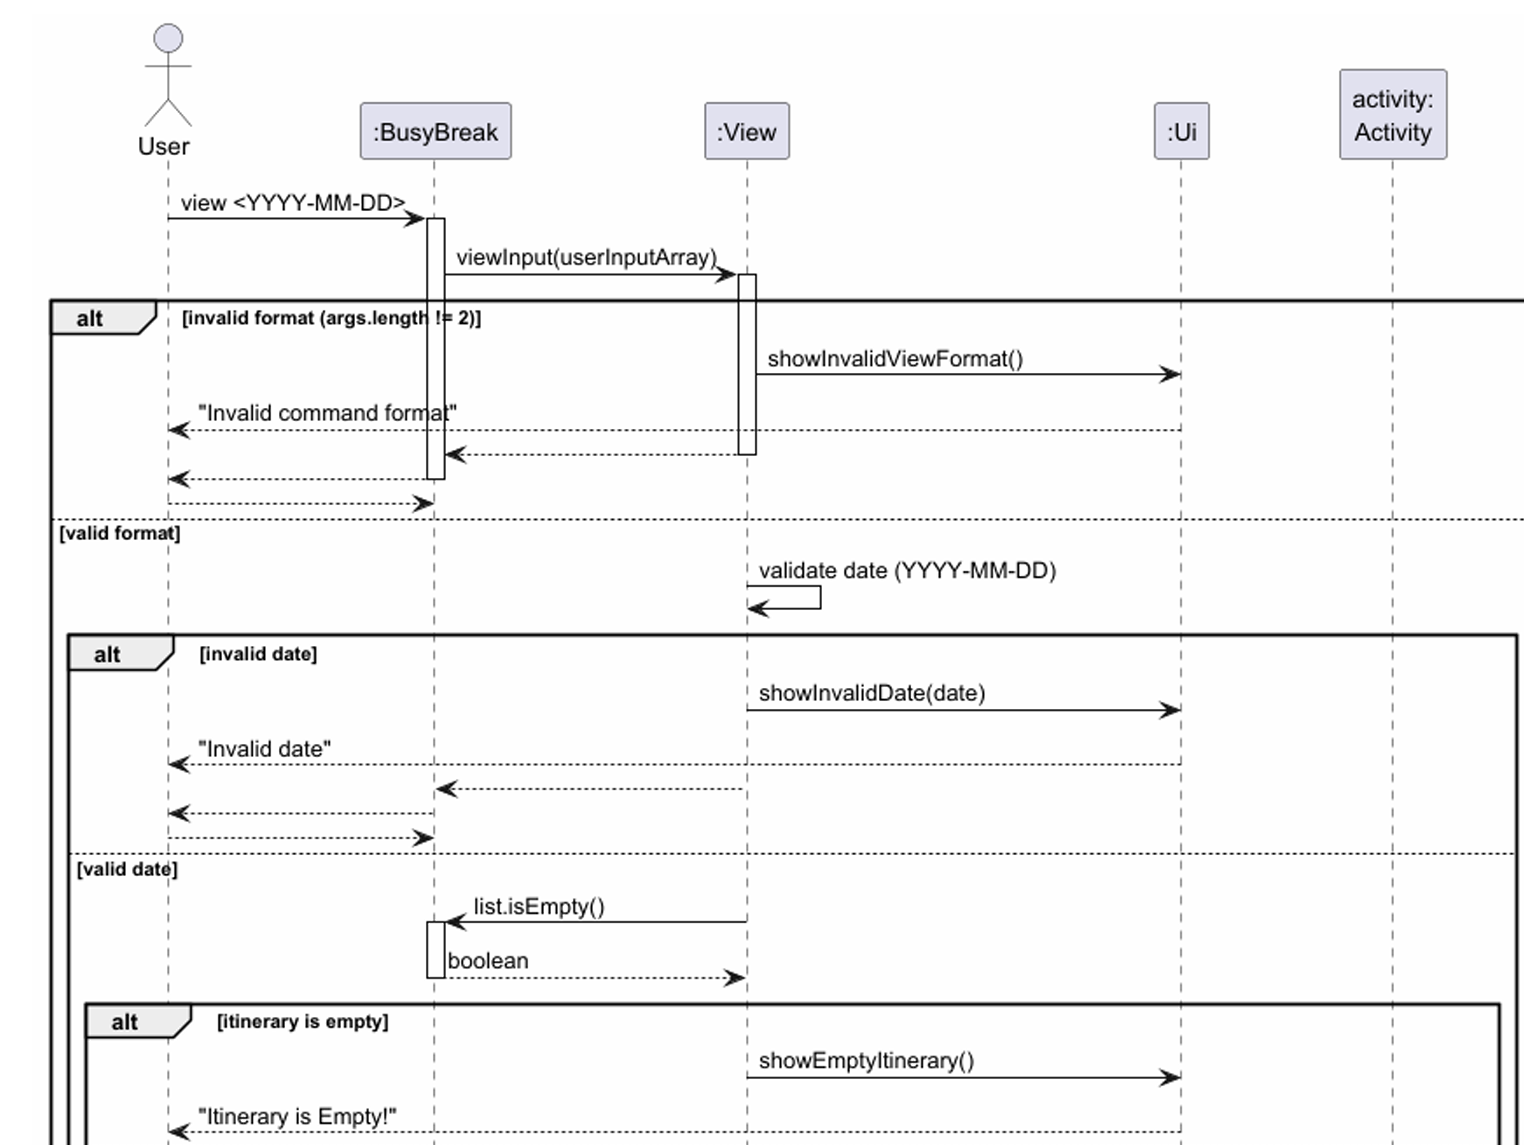 User
:BusyBreak
:View
:Ui
activity:
Activity
view <YYYY-MM-DD>
viewInput(userInputArray)
alt
[invalid format (args.length != 2)]
showInvalidViewFormat()
"Invalid command format"
[valid format]
validate date (YYYY-MM-DD)
alt
[invalid date]
showInvalidDate(date)
"Invalid date"
[valid date]
list.isEmpty()
boolean
alt
[itinerary is empty]
showEmptyItinerary()
"Itinerary is Empty!"